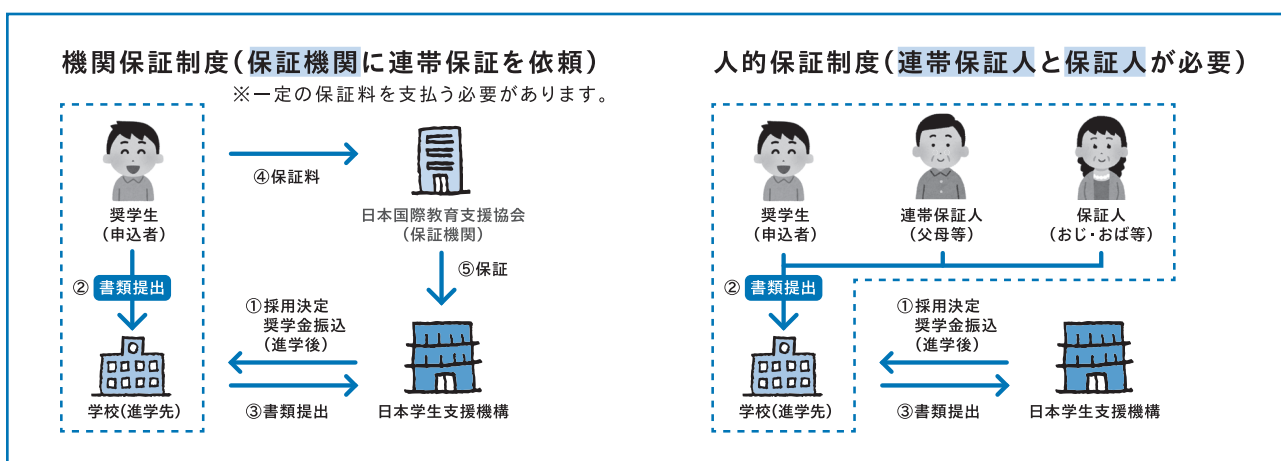 機関保証制度（保証機関に連帯保証を依頼）
※一定の保証料を支払う必要があります。
奨学生
（申込者）
④保証料
日本国際教育支援協会
（保証機関）
② 書類提出
⑤保証
①採用決定
奨学金振込
（進学後）
学校（進学先）
③書類提出
日本学生支援機構
人的保証制度（連帯保証人と保証人が必要）
奨学生
（申込者）
連帯保証人
（父母等）
保証人
（おじ・おば等）
② 書類提出
①採用決定
奨学金振込
（進学後）
学校（進学先）
③書類提出
日本学生支援機構